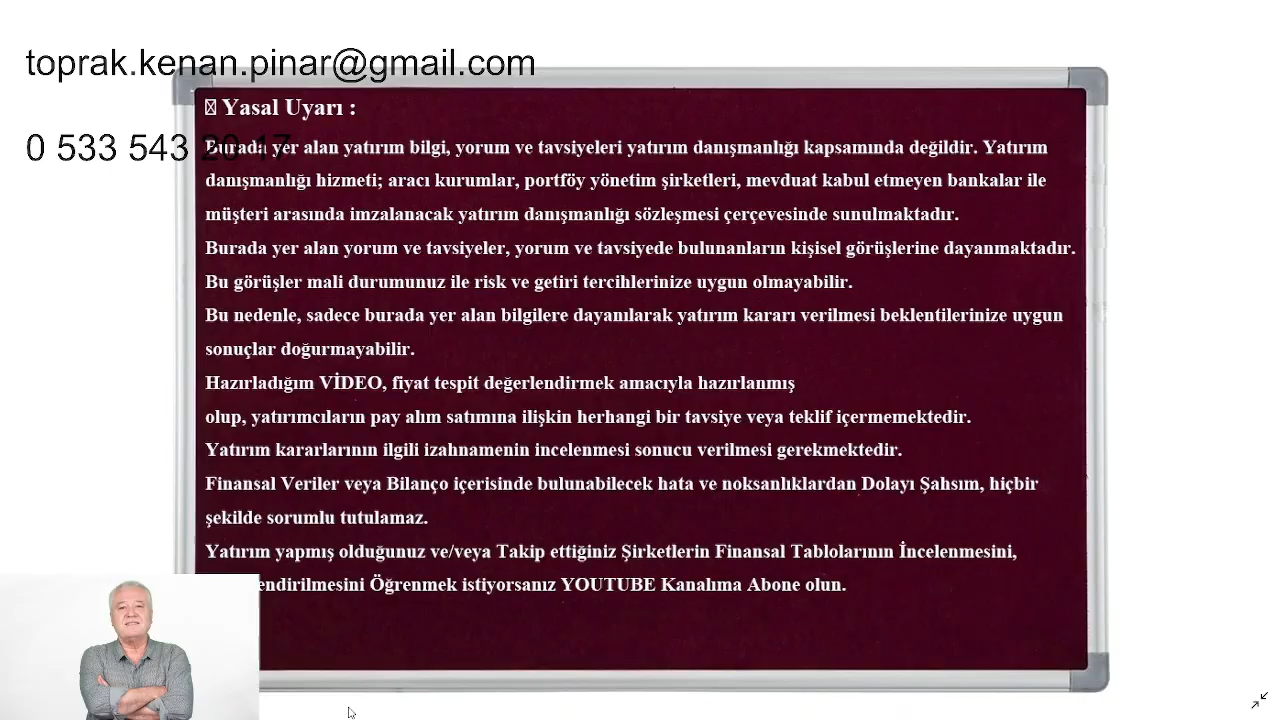 toprak.kenan.pinar@gmail.com
Yasal Uyarı :
0 533 543 20 17
Burada yer alan yatırım bilgi, yorum ve tavsiyeleri yatırım danışmanlığı kapsamında değildir. Yatırım
danışmanlığı hizmeti; aracı kurumlar, portföy yönetim şirketleri, mevduat kabul etmeyen bankalar ile
müşteri arasında imzalanacak yatırım danışmanlığı sözleşmesi çerçevesinde sunulmaktadır.
Burada yer alan yorum ve tavsiyeler, yorum ve tavsiyede bulunanların kişisel görüşlerine dayanmaktadır.
Bu görüşler mali durumunuz ile risk ve getiri tercihlerinize uygun olmayabilir.
Bu nedenle, sadece burada yer alan bilgilere dayanılarak yatırım kararı verilmesi beklentilerinize uygun
sonuçlar doğurmayabilir.
Hazırladığım VİDEO, fiyat tespit değerlendirmek amacıyla hazırlanmış
olup, yatırımcıların pay alım satımına ilişkin herhangi bir tavsiye veya teklif içermemektedir.
Yatırım kararlarının ilgili izahnamenin incelenmesi sonucu verilmesi gerekmektedir.
Finansal Veriler veya Bilanço içerisinde bulunabilecek hata ve noksanlıklardan Dolayı Şahsım, hiçbir
şekilde sorumlu tutulamaz.
Yatırım yapmış olduğunuz ve/veya Takip ettiğiniz Şirketlerin Finansal Tablolarının İncelenmesini,
endirilmesini Öğrenmek istiyorsanız YOUTUBE Kanalıma Abone olun.